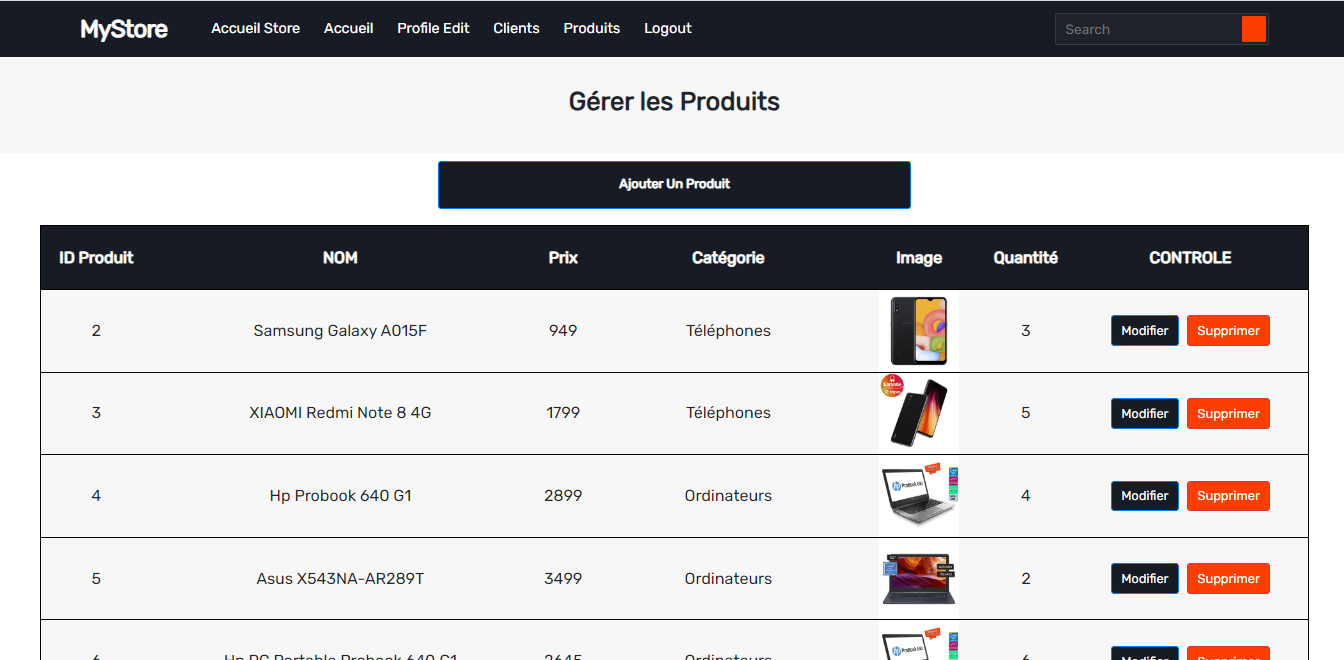 MyStore Accueil Store Accueil Profile Edit Clients Produits Logout Search
Gérer les Produits
Ajouter Un Produit
ID Produit NOM Prix Catégorie Image Quantité CONTROLE
2 Samsung Galaxy A015F 949 Téléphones 3 Modifier Supprimer
3 XIAOMI Redmi Note 8 4G 1799 Téléphones 5 Modifier Supprimer
4 Hp Probook 640 G1 2899 Ordinateurs 4 Modifier Supprimer
5 Asus X543NA-AR289T 3499 Ordinateurs 2 Modifier Supprimer
6 Hp PC Portable Probook 640 G1 2645 Ordinateurs 6 Modifier Supprimer